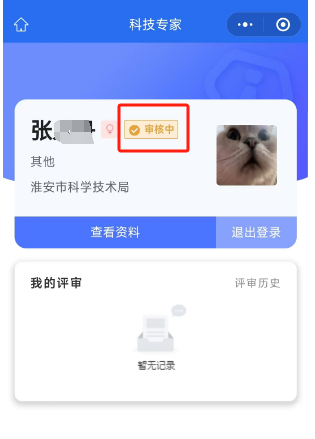 科技专家
张
审核中
其他
淮安市科学技术局
查看资料
退出登录
我的评审
评审历史
暂无记录